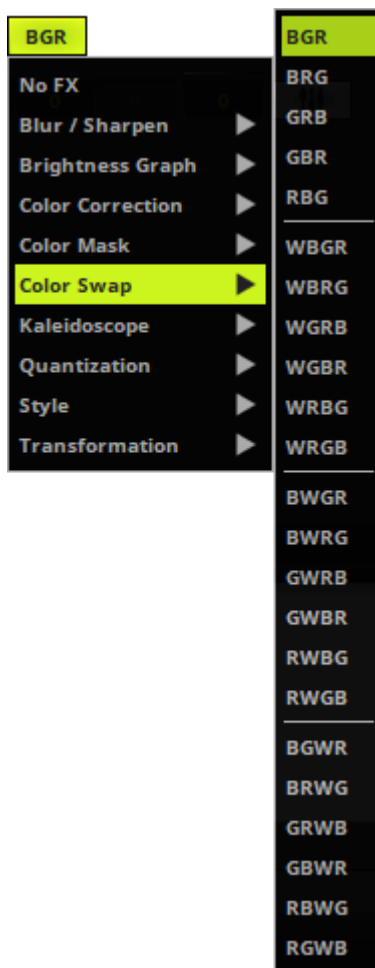 BGR
No FX
Blur / Sharpen
Brightness Graph
Color Correction
Color Mask
Color Swap
Kaleidoscope
Quantization
Style
Transformation
BGR
BRG
GRB
GBR
RBG
WBGR
WBRG
WGRB
WGBR
WRBG
WRGB
BWGR
BWRG
GWRB
GWBR
RWBG
RWGB
BGWR
BRWG
GRWB
GBWR
RBWG
RGWB